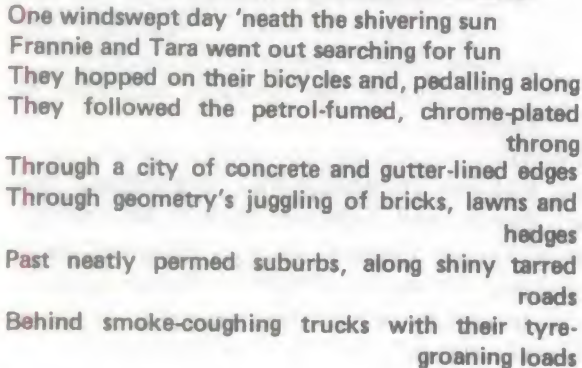 One windswept day 'neath the shivering sun
Frannie and Tara went out searching for fun
They hopped on their bicycles and, pedalling along
They followed the petrol-fumed, chrome-plated
throng
Through a city of concrete and gutter-lined edges
Through geometry's juggling of bricks, lawns and
hedges
Past neatly permed suburbs, along shiny tarred
roads
Behind smoke-coughing trucks with their tyre-
groaning loads